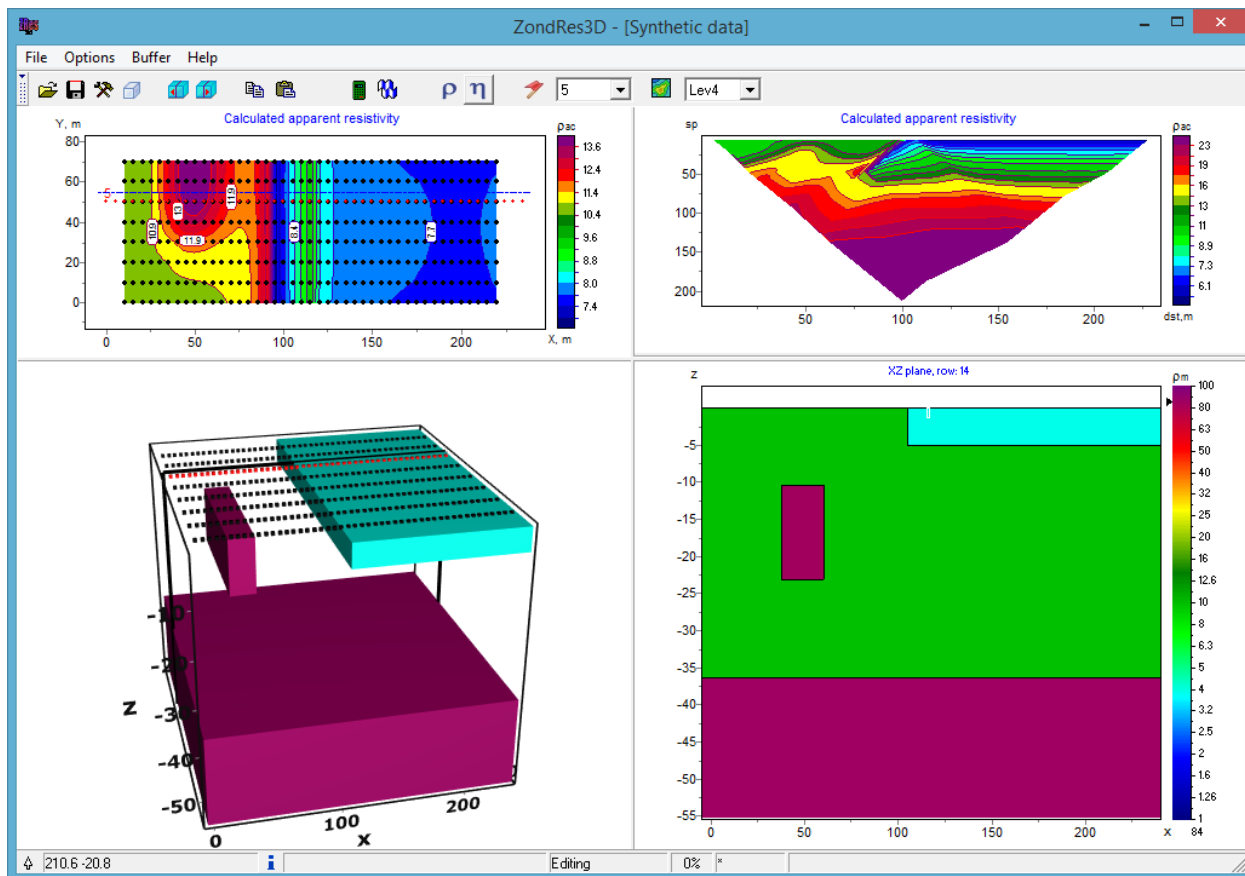 ZondRes3D - [Synthetic data]
File Options Buffer Help
ρ η 5 Lev4
Calculated apparent resistivity
Y, m
80
60
40
20
0
0 50 100 150 200
X, m
10.9 13 11.9 11.9 8.4 7.7
ρac
13.6
12.4
11.4
10.4
9.6
8.8
8.0
7.4
Calculated apparent resistivity
sp
50
100
150
200
50 100 150 200
dst,m
ρac
23
19
16
13
11
8.9
7.3
6.1
-10
-20
-30
-40
-50
z
0 100 200
x
XZ plane, row: 14
z
-5
-10
-15
-20
-25
-30
-35
-40
-45
-50
-55
0 50 100 150 200
x 84
ρm
100
80
63
50
40
32
25
20
16
12.6
10
8
6.3
5
4
3.2
2.5
2
1.6
1.26
1
210.6 -20.8 i Editing 0% *